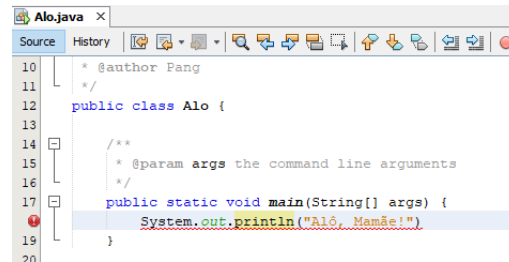 Alo.java ×
Source History
10 * @author Pang
11 */
12 public class Alo {
13
14 /**
15 * @param args the command line arguments
16 */
17 public static void main(String[] args) {
System.out.println("Alô, Mamãe!")
19 }
20